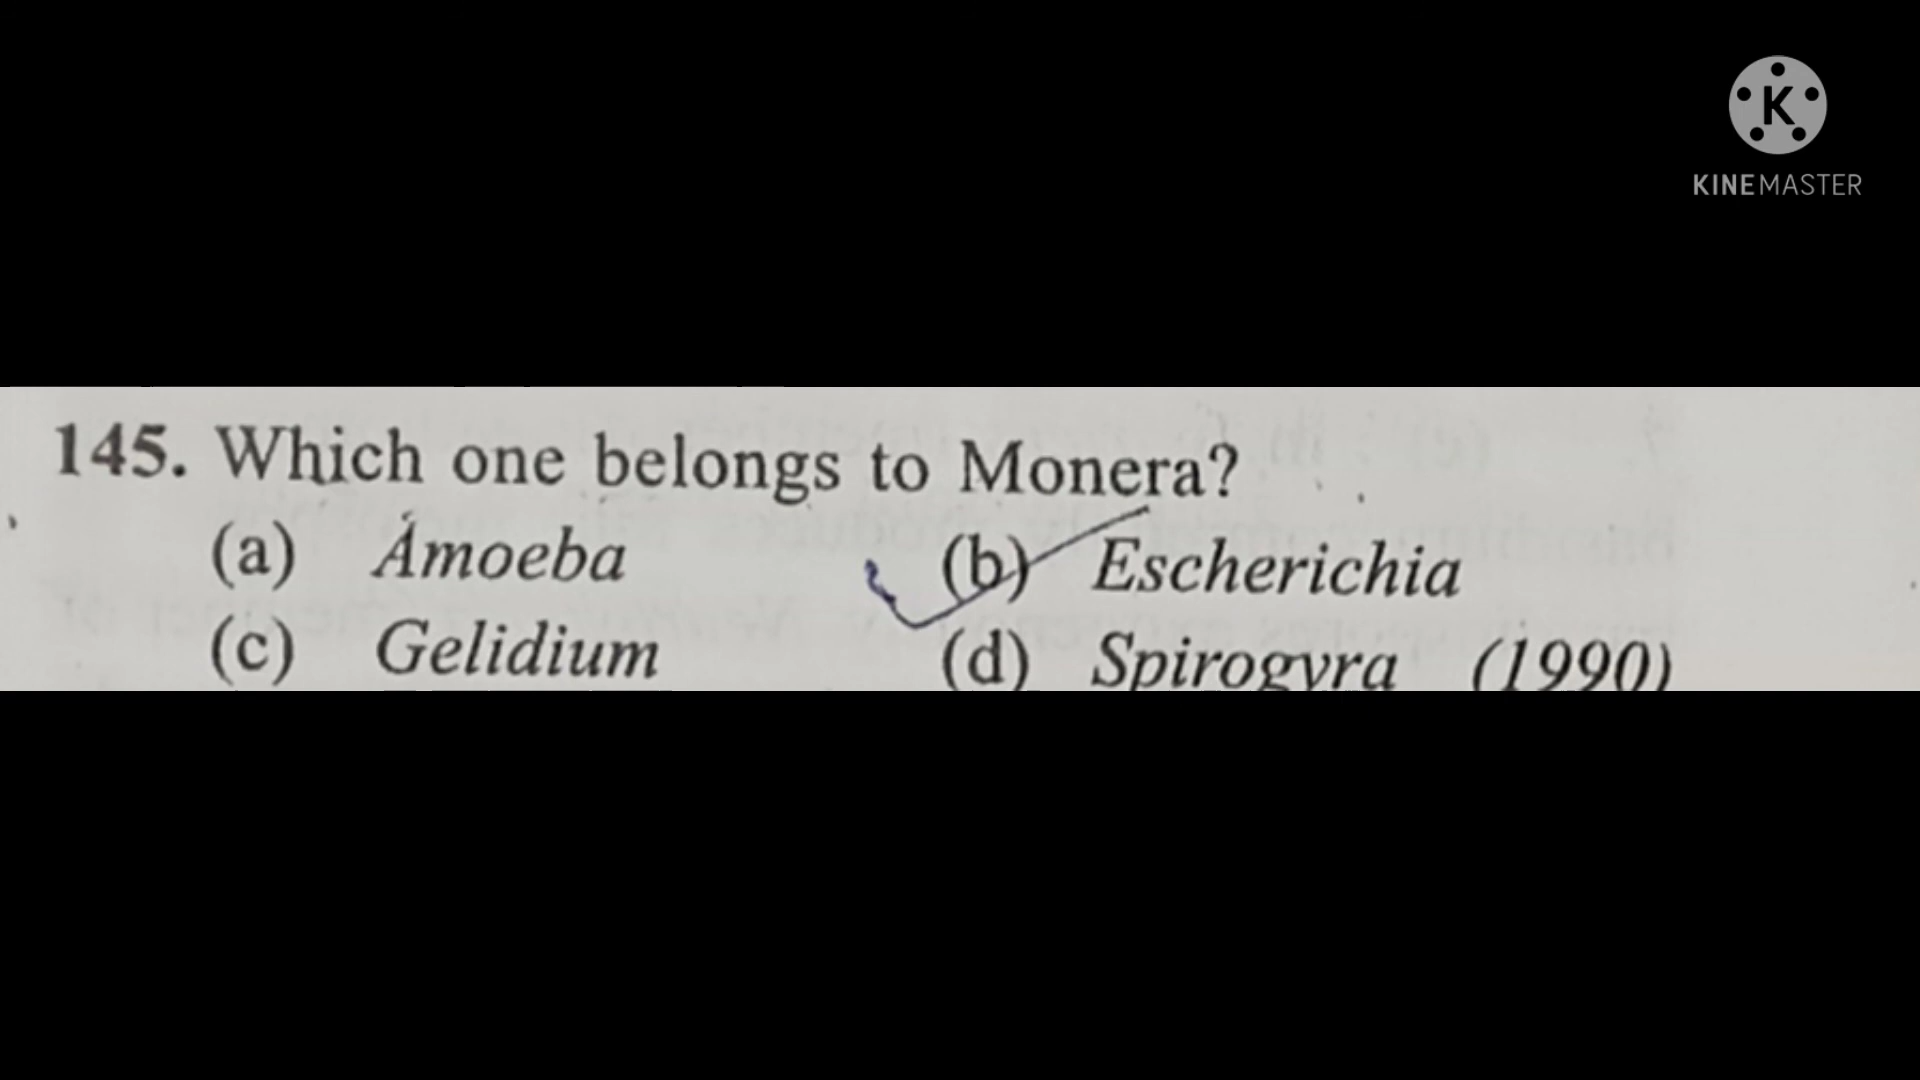 K
KINEMASTER
145. Which one belongs to Monera?
(a) Amoeba (b) Escherichia
(c) Gelidium (d) Spirogyra (1990)